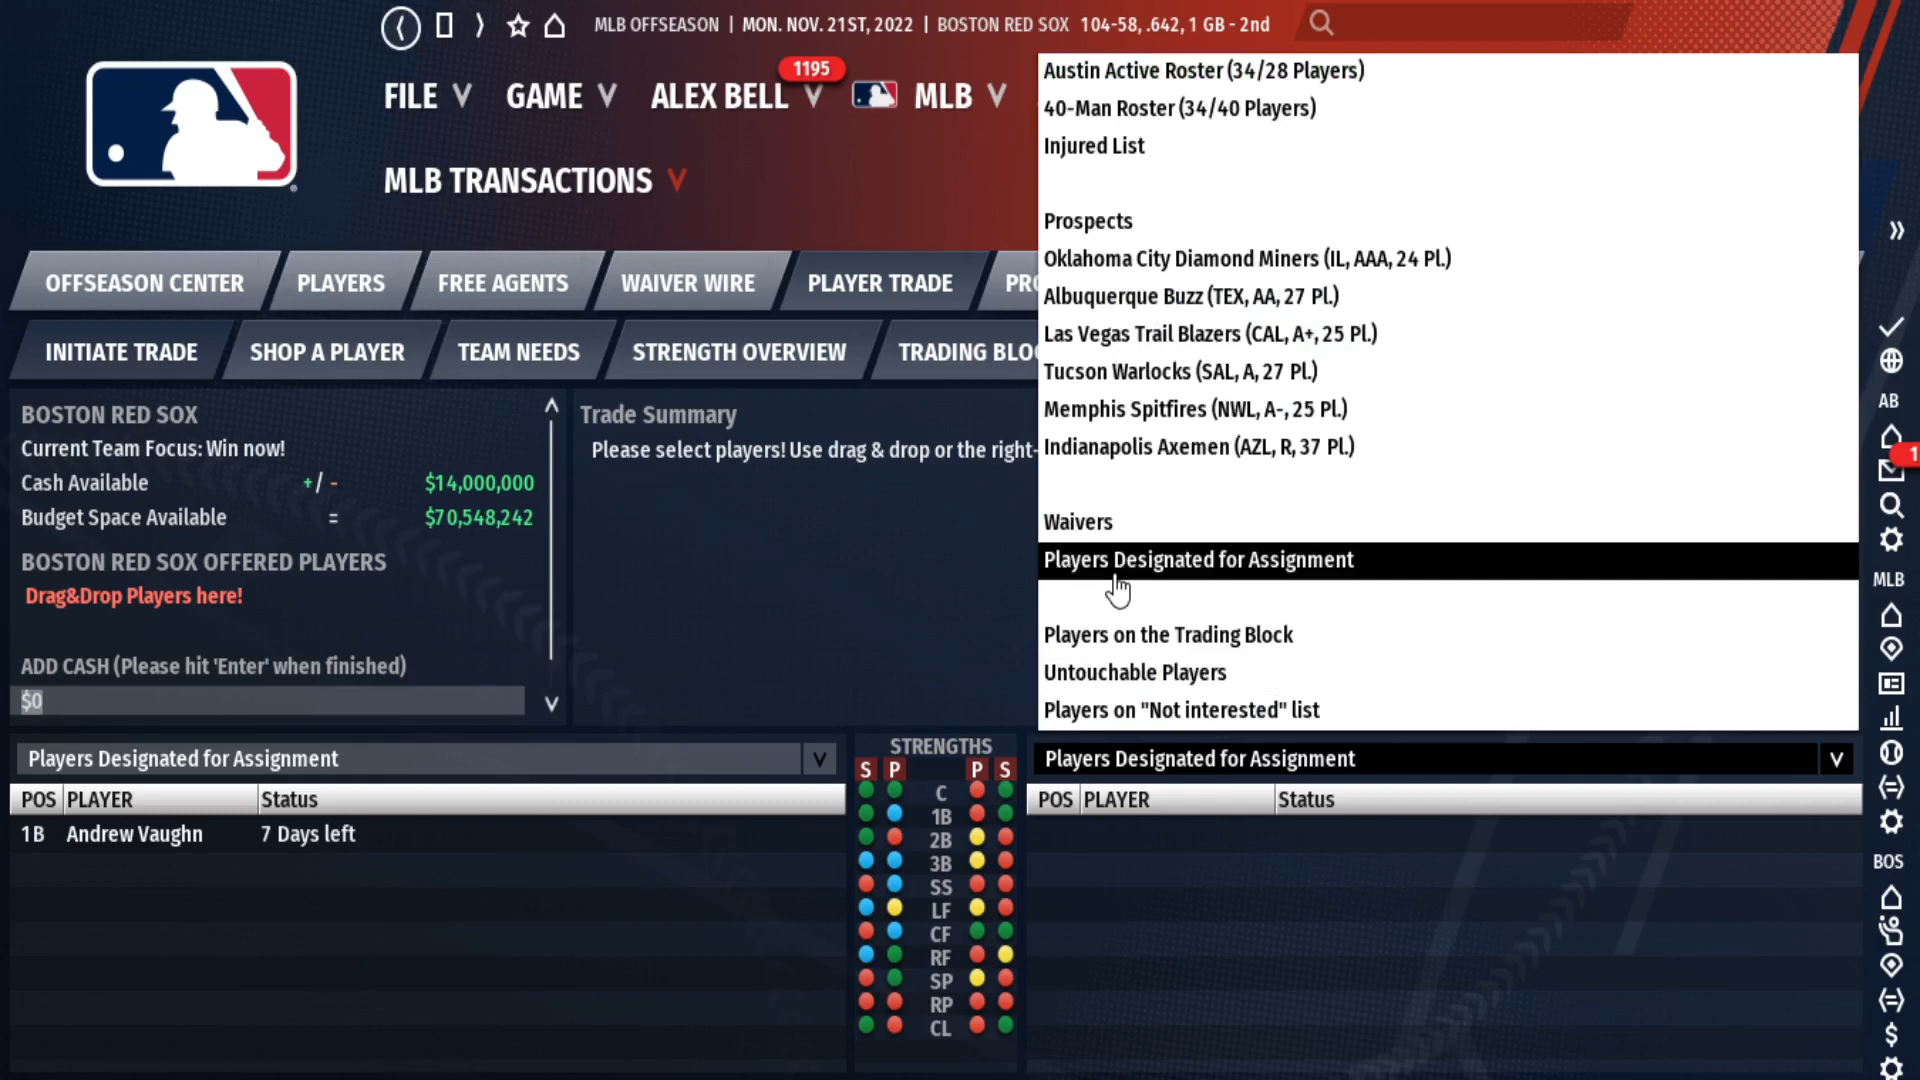 MLB OFFSEASON | MON. NOV. 21ST, 2022 | BOSTON RED SOX 104-58, .642, 1 GB - 2nd
1195
FILE GAME ALEX BELL MLB
MLB TRANSACTIONS
OFFSEASON CENTER PLAYERS FREE AGENTS WAIVER WIRE PLAYER TRADE
INITIATE TRADE SHOP A PLAYER TEAM NEEDS STRENGTH OVERVIEW
Austin Active Roster (34/28 Players)
40-Man Roster (34/40 Players)
Injured List
Prospects
Oklahoma City Diamond Miners (IL, AAA, 24 Pl.)
Albuquerque Buzz (TEX, AA, 27 Pl.)
Las Vegas Trail Blazers (CAL, A+, 25 Pl.)
Tucson Warlocks (SAL, A, 27 Pl.)
Memphis Spitfires (NWL, A-, 25 Pl.)
Indianapolis Axemen (AZL, R, 37 Pl.)
Waivers
Players Designated for Assignment
Players on the Trading Block
Untouchable Players
Players on "Not interested" list
BOSTON RED SOX
Current Team Focus: Win now!
Cash Available + / - $14,000,000
Budget Space Available = $70,548,242
BOSTON RED SOX OFFERED PLAYERS
Drag&Drop Players here!
ADD CASH (Please hit 'Enter' when finished)
$0
Trade Summary
Please select players! Use drag & drop or the right-
Players Designated for Assignment
POS PLAYER Status
1B Andrew Vaughn 7 Days left
STRENGTHS
S P P S
C
1B
2B
3B
SS
LF
CF
RF
SP
RP
CL
Players Designated for Assignment
POS PLAYER Status
AB
1
MLB
BOS
$